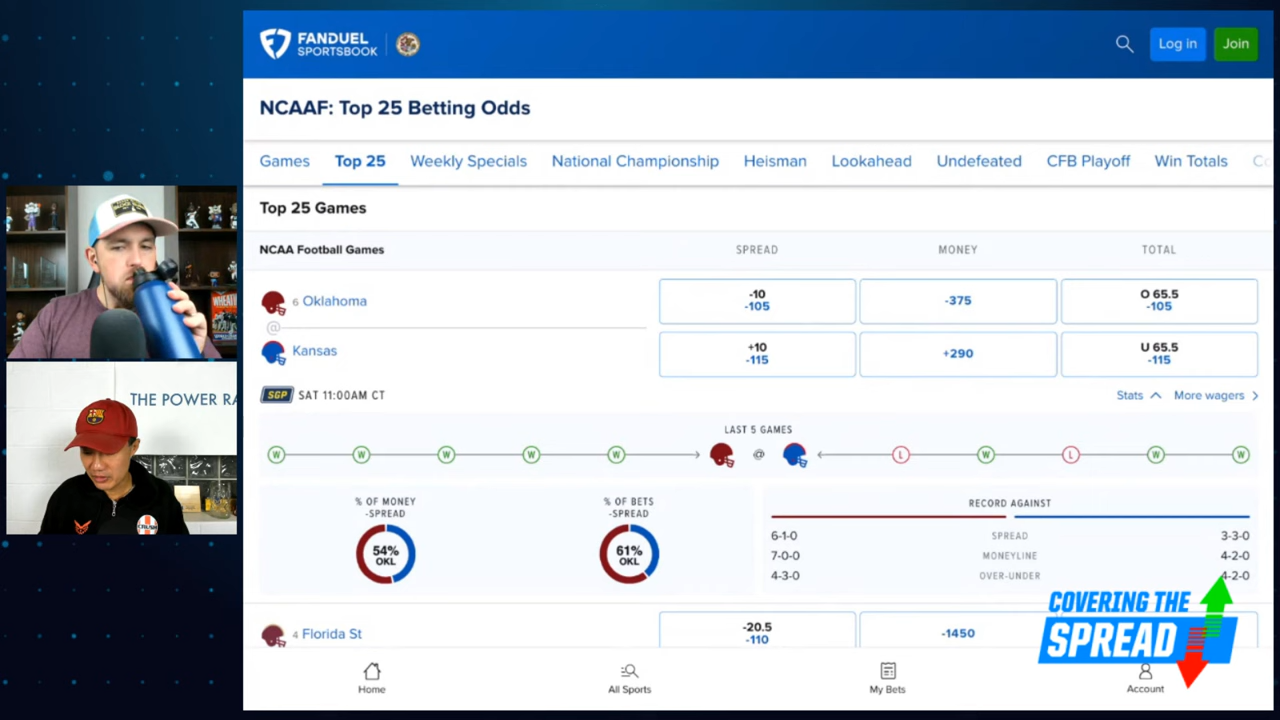 FANDUEL
SPORTSBOOK
Log in
Join
NCAAF: Top 25 Betting Odds
Games
Top 25
Weekly Specials
National Championship
Heisman
Lookahead
Undefeated
CFB Playoff
Win Totals
Co
Top 25 Games
NCAA Football Games
SPREAD
MONEY
TOTAL
6 Oklahoma
-10
-105
-375
O 65.5
-105
@
Kansas
+10
-115
+290
U 65.5
-115
SGP SAT 11:00AM CT
Stats
More wagers
LAST 5 GAMES
W W W W W @ L W L W W
% OF MONEY
-SPREAD
54%
OKL
% OF BETS
-SPREAD
61%
OKL
RECORD AGAINST
6-1-0 SPREAD 3-3-0
7-0-0 MONEYLINE 4-2-0
4-3-0 OVER-UNDER 4-2-0
4 Florida St
-20.5
-110
-1450
Home
All Sports
My Bets
Account
THE POWER RA
CRUSH
COVERING THE
SPREAD